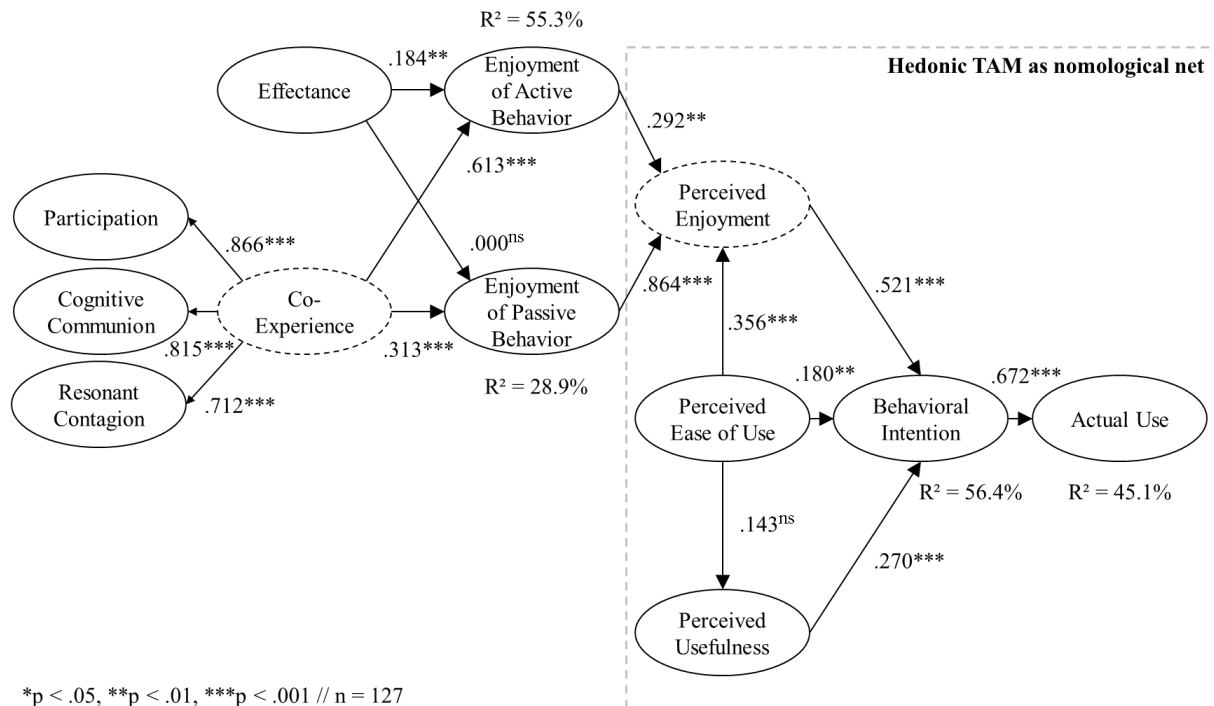 R² = 55.3%
Hedonic TAM as nomological net
.184**
Effectance
Enjoyment
of Active
Behavior
.292**
.613***
Perceived
Enjoyment
Participation
.866***
.000ns
.864***
.521***
Cognitive
Communion
Co-
Experience
Enjoyment
of Passive
Behavior
.815***
.313***
.356***
R² = 28.9%
Resonant
Contagion
.712***
.180**
.672***
Perceived
Ease of Use
Behavioral
Intention
Actual Use
R² = 56.4%
R² = 45.1%
.143ns
.270***
Perceived
Usefulness
*p < .05, **p < .01, ***p < .001 // n = 127